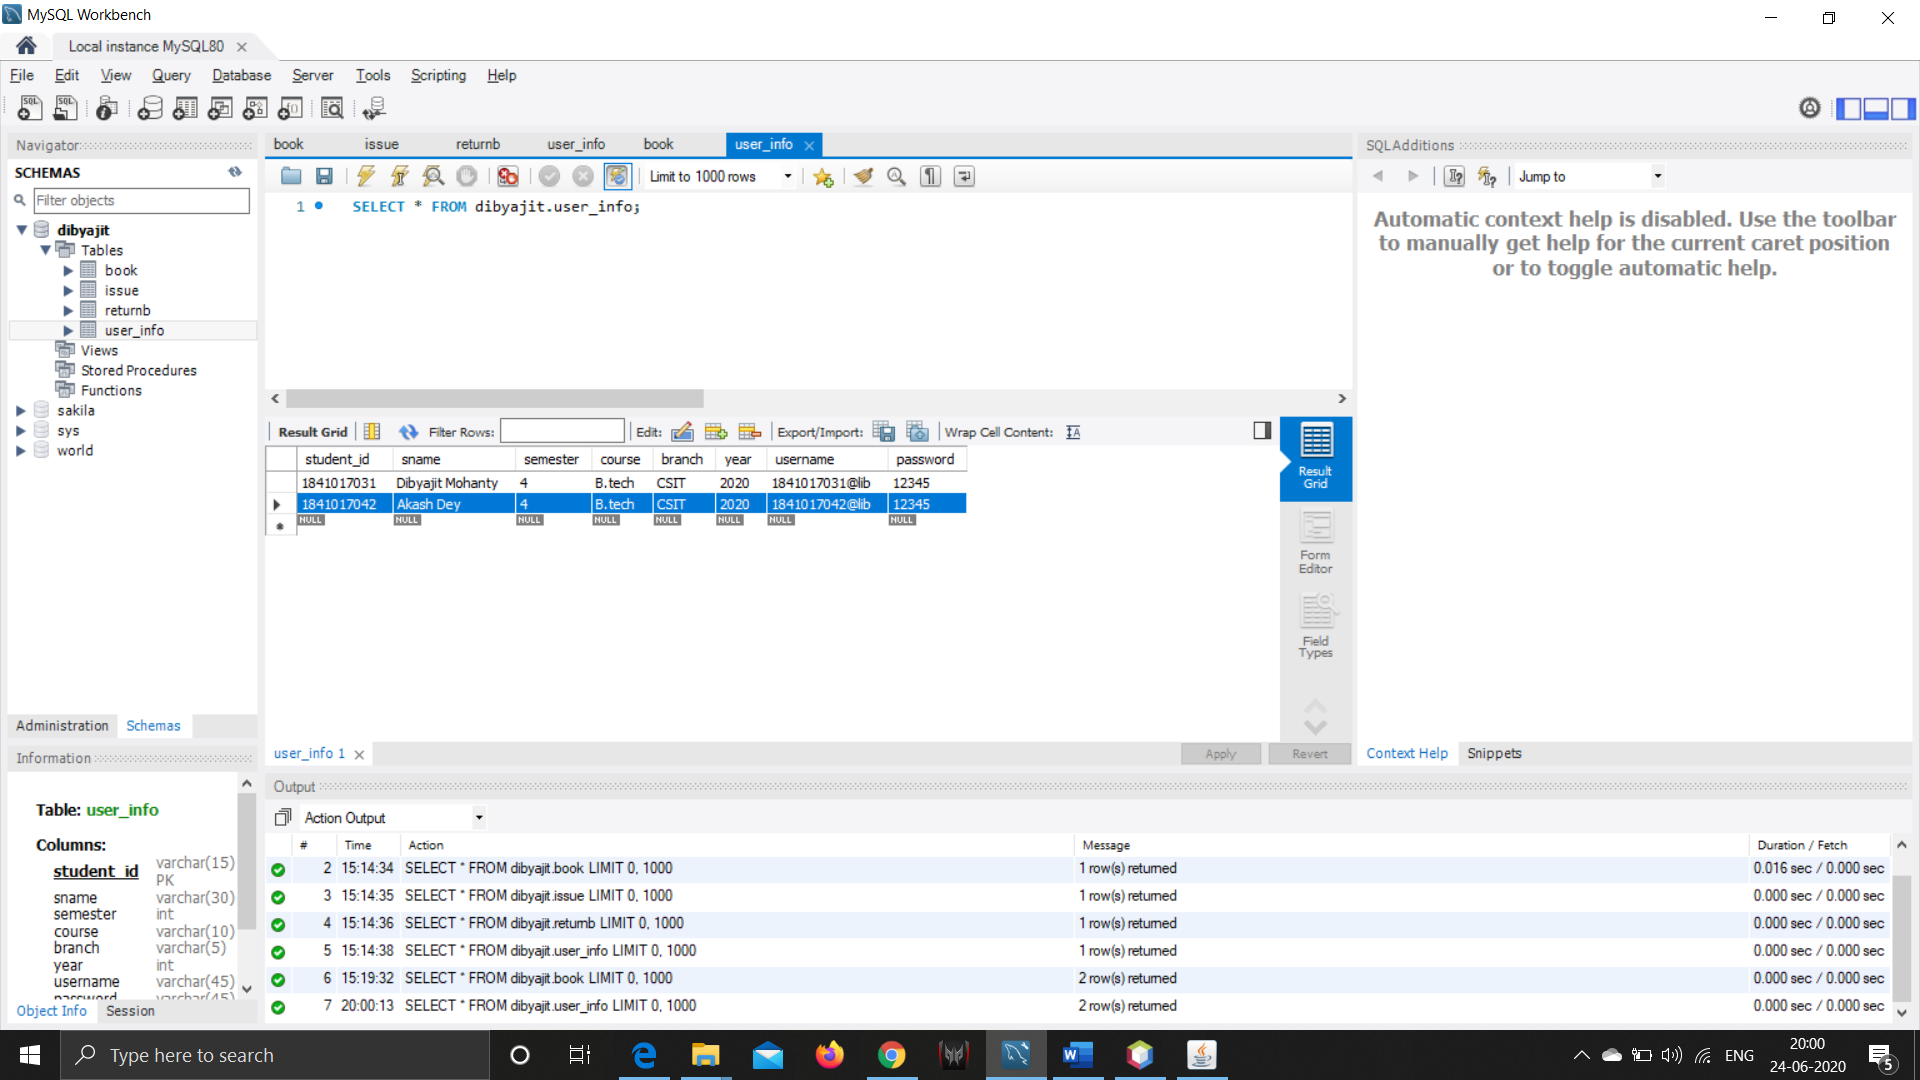 MySQL Workbench
Local instance MySQL80
File Edit View Query Database Server Tools Scripting Help
Navigator
SCHEMAS
Filter objects
dibyajit
Tables
book
issue
returnb
user_info
Views
Stored Procedures
Functions
sakila
sys
world
Administration Schemas
Information
Table: user_info
Columns:
student_id varchar(15) PK
sname varchar(30)
semester int
course varchar(10)
branch varchar(5)
year int
username varchar(45)
password varchar(45)
Object Info Session
book issue returnb user_info book user_info
Limit to 1000 rows
1 SELECT * FROM dibyajit.user_info;
Result Grid Filter Rows: Edit: Export/Import: Wrap Cell Content:
student_id sname semester course branch year username password
1841017031 Dibyajit Mohanty 4 B.tech CSIT 2020 1841017031@lib 12345
1841017042 Akash Dey 4 B.tech CSIT 2020 1841017042@lib 12345
NULL NULL NULL NULL NULL NULL NULL NULL
Result Grid
Form Editor
Field Types
user_info 1 Apply Revert
SQLAdditions
Jump to
Automatic context help is disabled. Use the toolbar
to manually get help for the current caret position
or to toggle automatic help.
Context Help Snippets
Output
Action Output
# Time Action Message Duration / Fetch
2 15:14:34 SELECT * FROM dibyajit.book LIMIT 0, 1000 1 row(s) returned 0.016 sec / 0.000 sec
3 15:14:35 SELECT * FROM dibyajit.issue LIMIT 0, 1000 1 row(s) returned 0.000 sec / 0.000 sec
4 15:14:36 SELECT * FROM dibyajit.returnb LIMIT 0, 1000 1 row(s) returned 0.000 sec / 0.000 sec
5 15:14:38 SELECT * FROM dibyajit.user_info LIMIT 0, 1000 1 row(s) returned 0.000 sec / 0.000 sec
6 15:19:32 SELECT * FROM dibyajit.book LIMIT 0, 1000 2 row(s) returned 0.000 sec / 0.000 sec
7 20:00:13 SELECT * FROM dibyajit.user_info LIMIT 0, 1000 2 row(s) returned 0.000 sec / 0.000 sec
Type here to search
ENG
20:00
24-06-2020
5